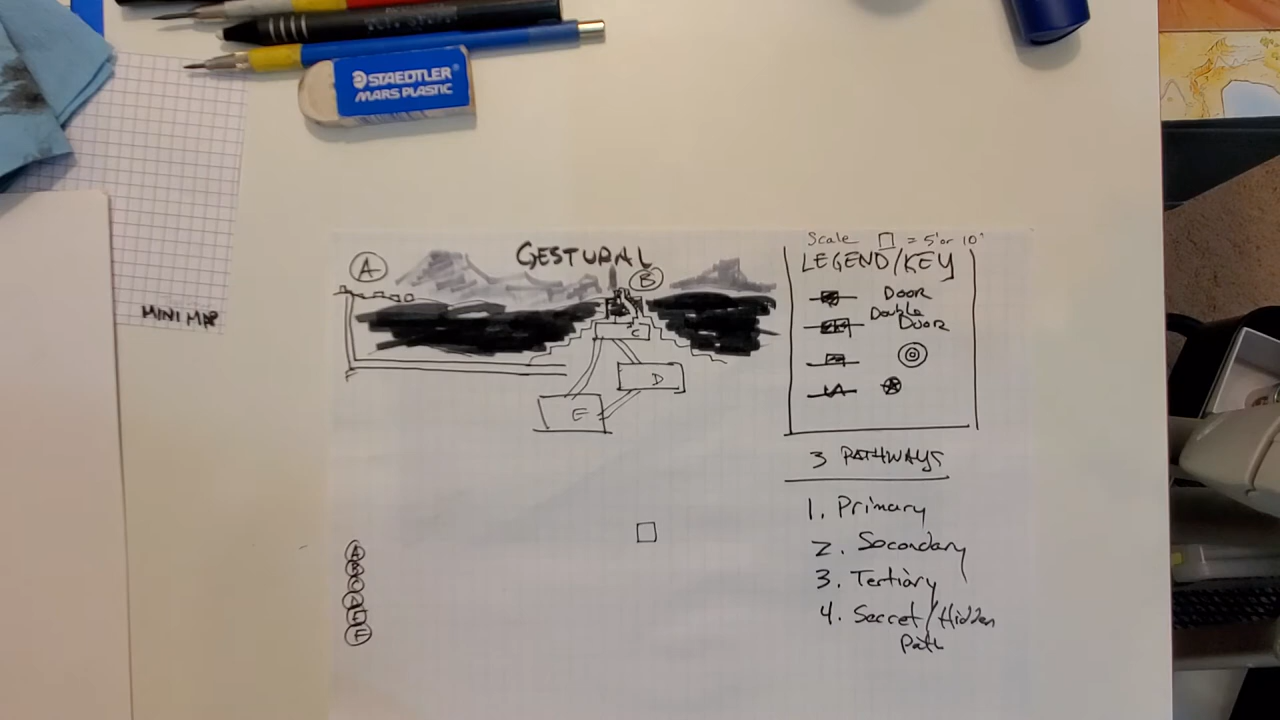 STAEDTLER
MARS PLASTIC
MINI MAP
GESTURAL
A
B
C
D
E
Scale □ = 5' or 10'
LEGEND/KEY
DOOR
Double
DOOR
3 PATHWAYS
1. Primary
2. Socondary
3. Tertiary
4. Secret/Hidden
Path
A
B
C
D
E
F